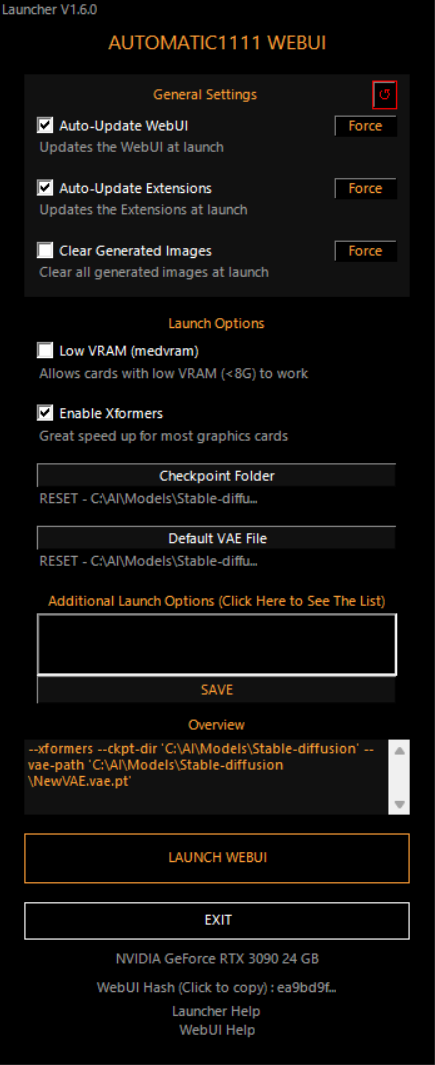 Launcher V1.6.0
AUTOMATIC1111 WEBUI
General Settings
Auto-Update WebUI
Force
Updates the WebUI at launch
Auto-Update Extensions
Force
Updates the Extensions at launch
Clear Generated Images
Force
Clear all generated images at launch
Launch Options
Low VRAM (medvram)
Allows cards with low VRAM (<8G) to work
Enable Xformers
Great speed up for most graphics cards
Checkpoint Folder
RESET - C:\AI\Models\Stable-diffu...
Default VAE File
RESET - C:\AI\Models\Stable-diffu...
Additional Launch Options (Click Here to See The List)
SAVE
Overview
--xformers --ckpt-dir 'C:\AI\Models\Stable-diffusion' --
vae-path 'C:\AI\Models\Stable-diffusion
\NewVAE.vae.pt'
LAUNCH WEBUI
EXIT
NVIDIA GeForce RTX 3090 24 GB
WebUI Hash (Click to copy) : ea9bd9f...
Launcher Help
WebUI Help